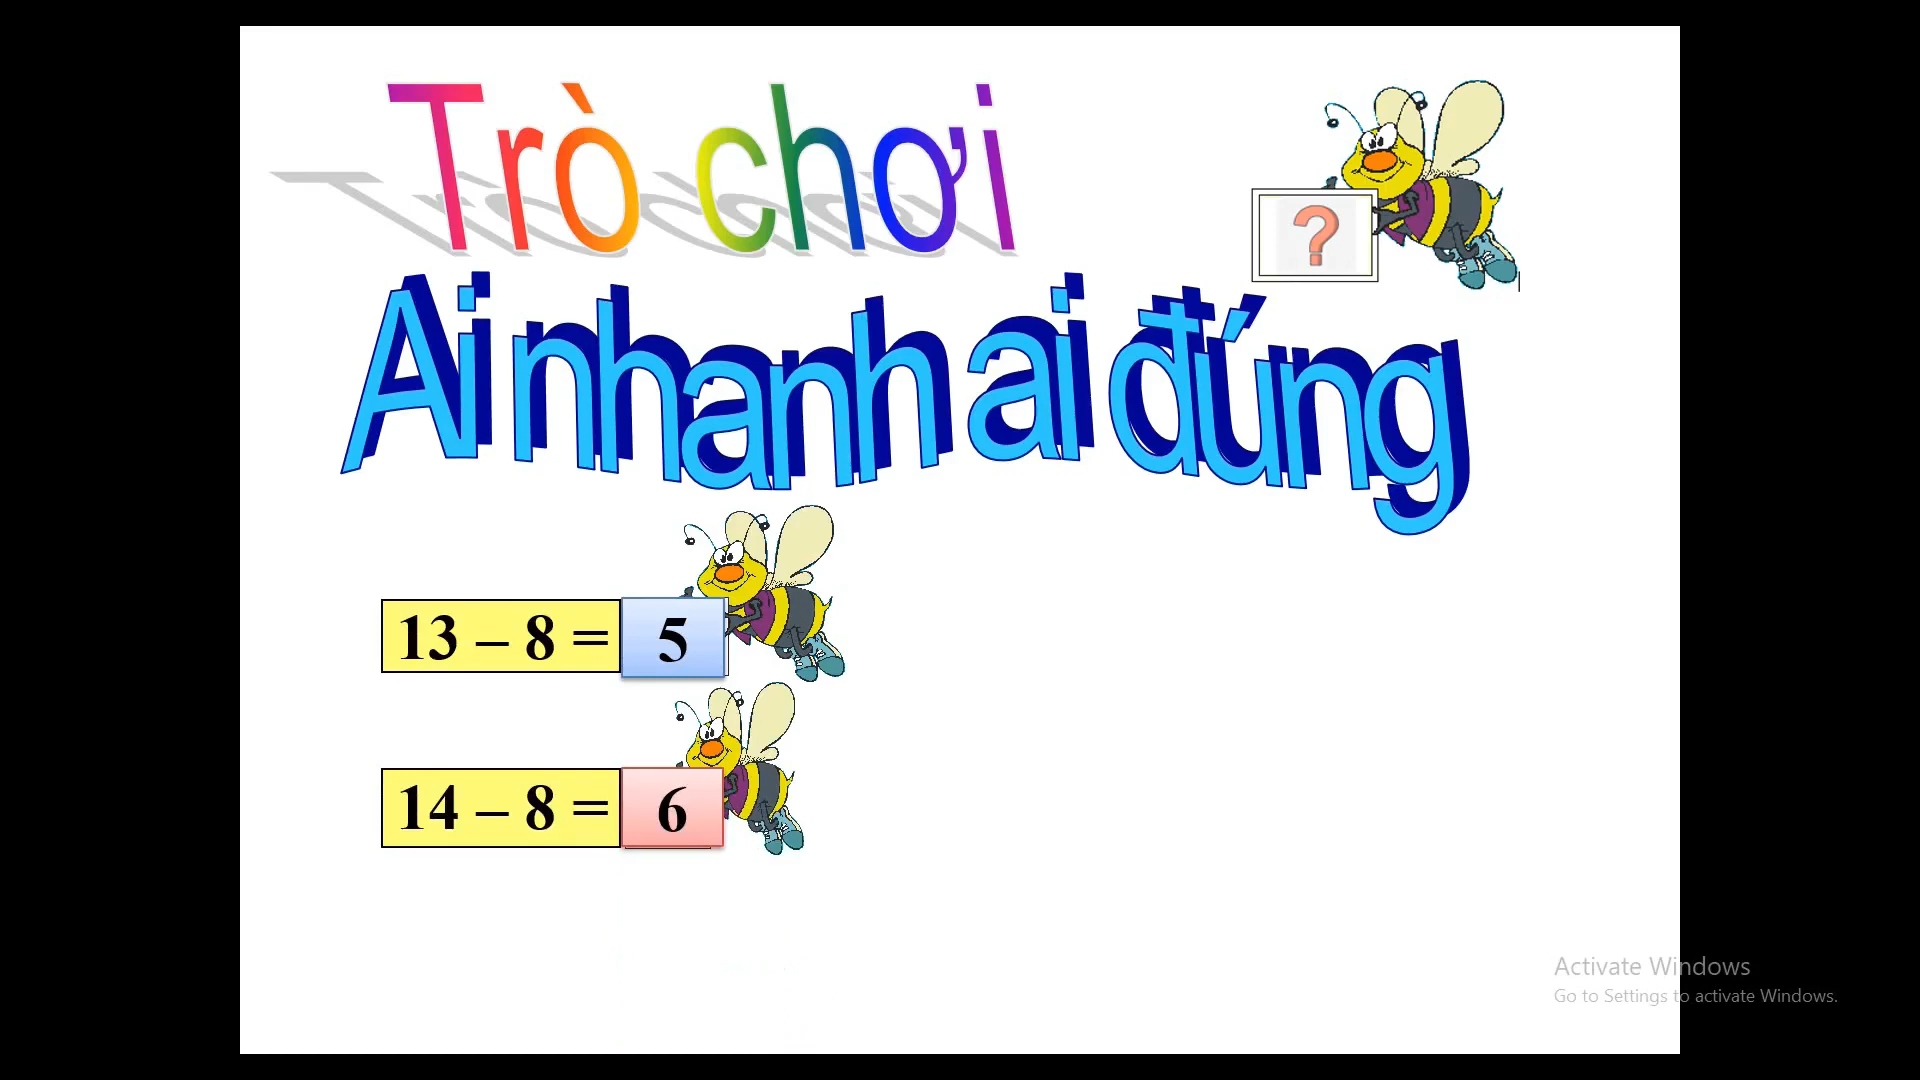 Trò chơi
?
Ai nhanh ai đúng
13 – 8 = 5
14 – 8 = 6
Activate Windows
Go to Settings to activate Windows.